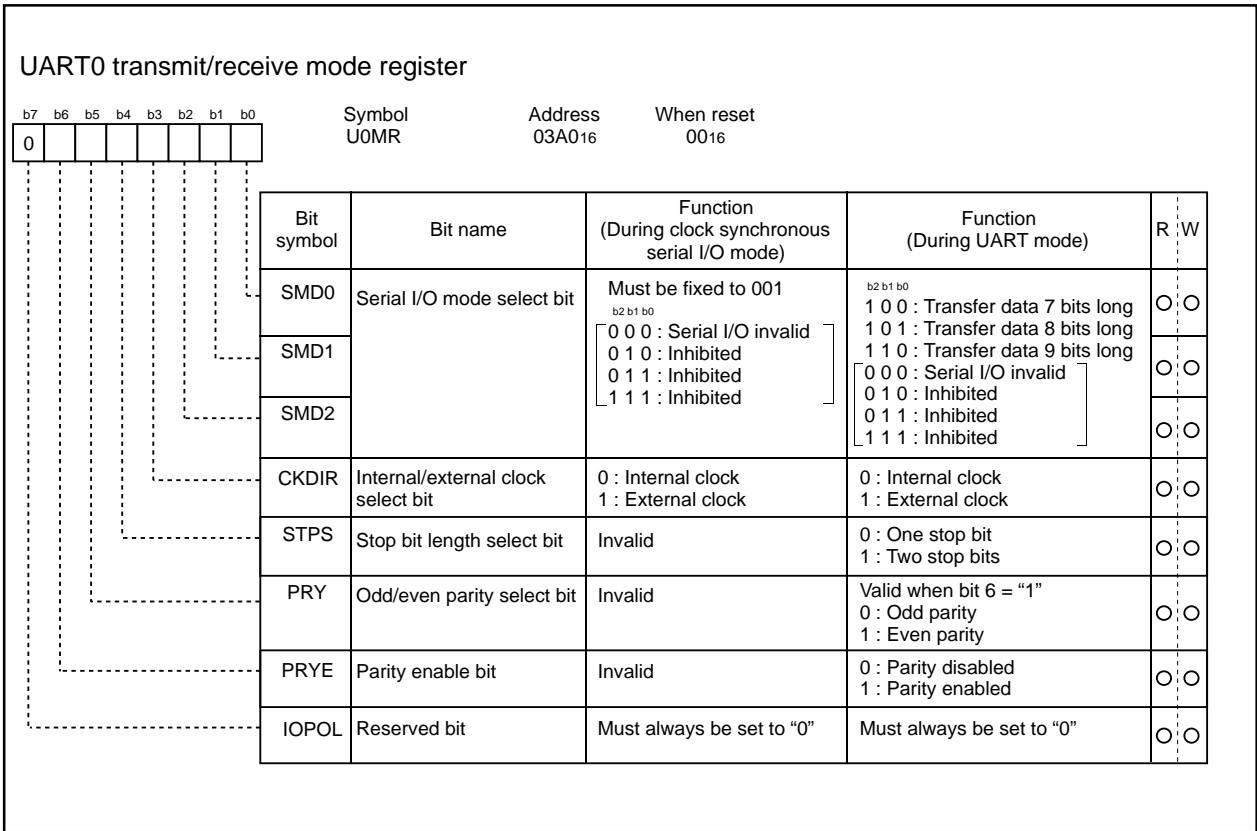 UART0 transmit/receive mode register
b7 b6 b5 b4 b3 b2 b1 b0
0
Symbol Address When reset
U0MR 03A016 0016
Bit symbol Bit name Function (During clock synchronous serial I/O mode) Function (During UART mode) R W
SMD0 Serial I/O mode select bit
SMD1
SMD2
Must be fixed to 001
b2 b1 b0
0 0 0 : Serial I/O invalid
0 1 0 : Inhibited
0 1 1 : Inhibited
1 1 1 : Inhibited
b2 b1 b0
1 0 0 : Transfer data 7 bits long
1 0 1 : Transfer data 8 bits long
1 1 0 : Transfer data 9 bits long
0 0 0 : Serial I/O invalid
0 1 0 : Inhibited
0 1 1 : Inhibited
1 1 1 : Inhibited
CKDIR Internal/external clock select bit
0 : Internal clock
1 : External clock
0 : Internal clock
1 : External clock
STPS Stop bit length select bit Invalid
0 : One stop bit
1 : Two stop bits
PRY Odd/even parity select bit Invalid
Valid when bit 6 = “1”
0 : Odd parity
1 : Even parity
PRYE Parity enable bit Invalid
0 : Parity disabled
1 : Parity enabled
IOPOL Reserved bit Must always be set to “0” Must always be set to “0”